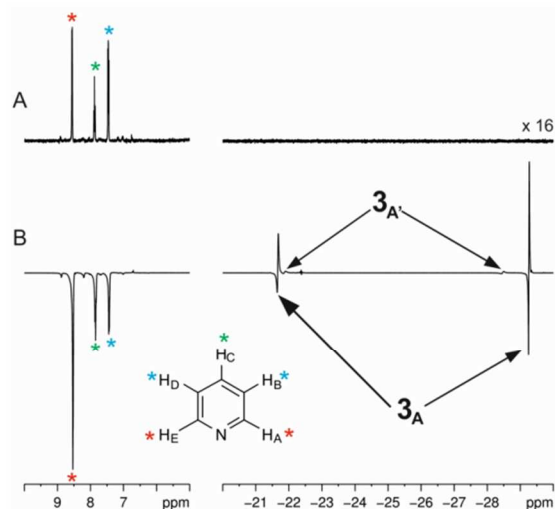 *
*
*
A
x 16
3A'
B
*
*
*
*
HC
*HD
HB*
*HE
N
HA*
3A
9 8 7 ppm
-21 -22 -23 -24 -25 -26 -27 -28 ppm